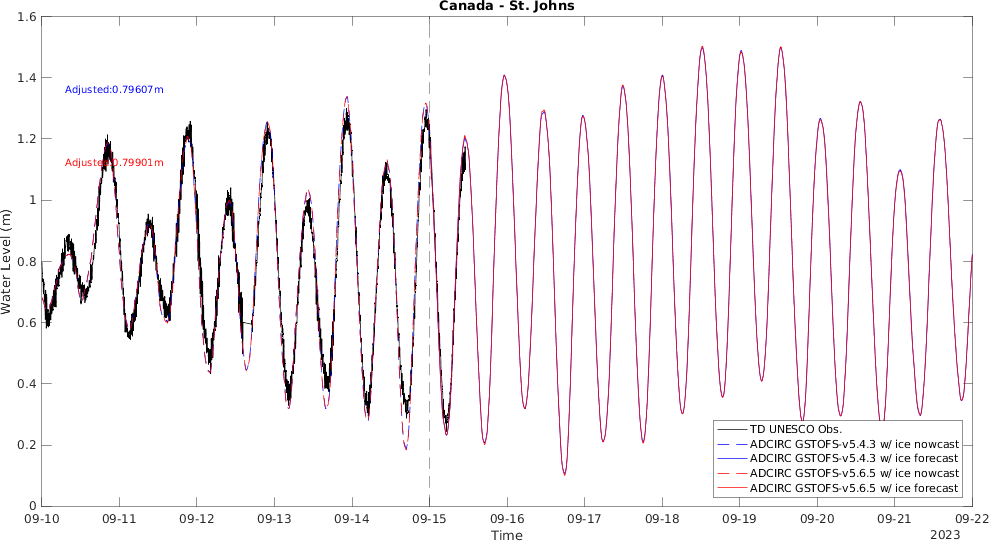 Canada - St. Johns
1.6
1.4
1.2
1
0.8
0.6
0.4
0.2
0
Water Level (m)
Adjusted:0.79607m
Adjusted:0.79901m
TD UNESCO Obs.
ADCIRC GSTOFS-v5.4.3 w/ ice nowcast
ADCIRC GSTOFS-v5.4.3 w/ ice forecast
ADCIRC GSTOFS-v5.6.5 w/ ice nowcast
ADCIRC GSTOFS-v5.6.5 w/ ice forecast
09-10 09-11 09-12 09-13 09-14 09-15 09-16 09-17 09-18 09-19 09-20 09-21 09-22
Time
2023